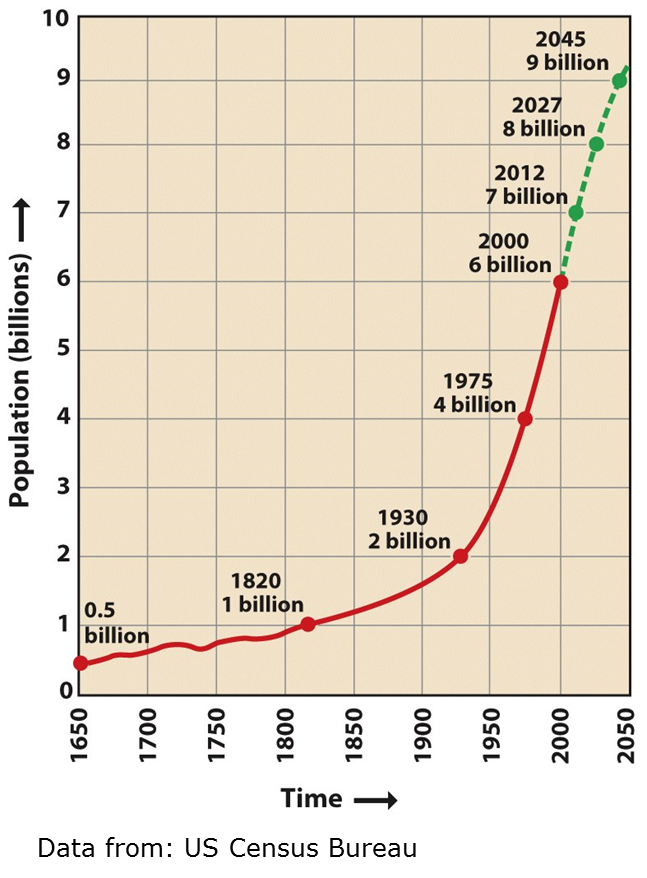 10
9
8
7
6
5
4
3
2
1
0
Population (billions)
2045
9 billion
2027
8 billion
2012
7 billion
2000
6 billion
1975
4 billion
1930
2 billion
1820
1 billion
0.5
billion
1650
1700
1750
1800
1850
1900
1950
2000
2050
Time
Data from: US Census Bureau